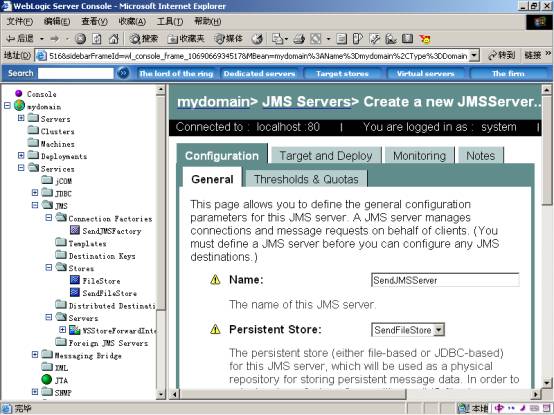 WebLogic Server Console - Microsoft Internet Explorer
文件(F) 编辑(E) 查看(V) 收藏(A) 工具(T) 帮助(H)
后退 搜索 收藏夹 媒体
地址(D) 516&sidebarFrameId=wl_console_frame_1069066934517&MBean=mydomain%3AName%3Dmydomain%2CType%3DDomain 转到 链接 »
Search The lord of the ring Dedicated servers Target stores Virtual servers The firm
Console
mydomain
Servers
Clusters
Machines
Deployments
Services
jCOM
JDBC
JMS
Connection Factories
SendJMSFactory
Templates
Destination Keys
Stores
FileStore
SendFileStore
Distributed Destinati
Servers
WSStoreForwardInte
Foreign JMS Servers
Messaging Bridge
XML
JTA
SNMP
mydomain> JMS Servers> Create a new JMSServer...
Connected to : localhost :80 | You are logged in as : system |
Configuration Target and Deploy Monitoring Notes
General Thresholds & Quotas
This page allows you to define the general configuration
parameters for this JMS server. A JMS server manages
connections and message requests on behalf of clients. (You
must define a JMS server before you can configure any JMS
destinations.)
Name: SendJMSServer
The name of this JMS server.
Persistent Store: SendFileStore
The persistent store (either file-based or JDBC-based)
for this JMS server, which will be used as a physical
repository for storing persistent message data. In order to
完毕 本地 中